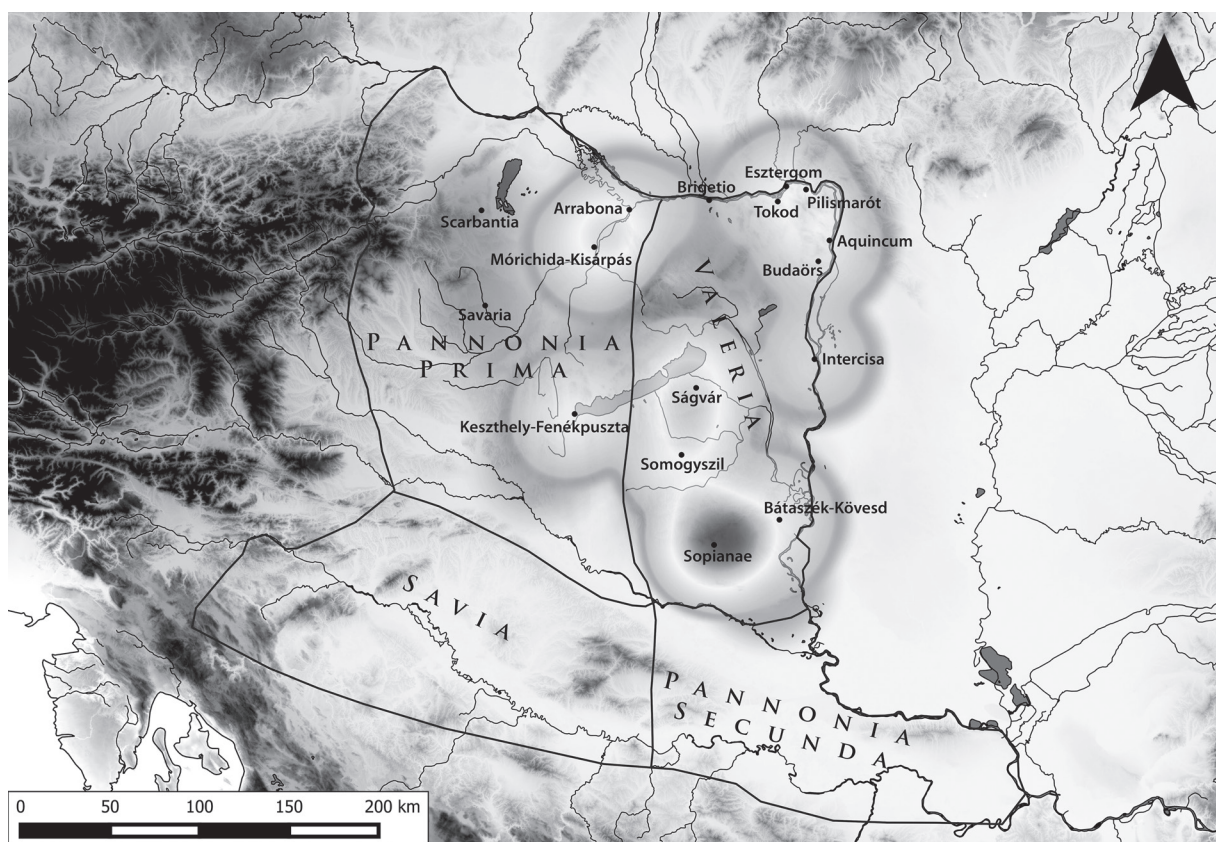 Esztergom
Brigetio
Pilismarót
Tokod
Arrabona
Scarbantia
Aquincum
Mórichida-Kisárpás
Budaörs
Savaria
VALERIA
PANNONIA
PRIMA
Intercisa
Ságvár
Keszthely-Fenékpuszta
Somogyszil
Bátaszék-Kövesd
Sopianae
SAVIA
PANNONIA
SECUNDA
0 50 100 150 200 km